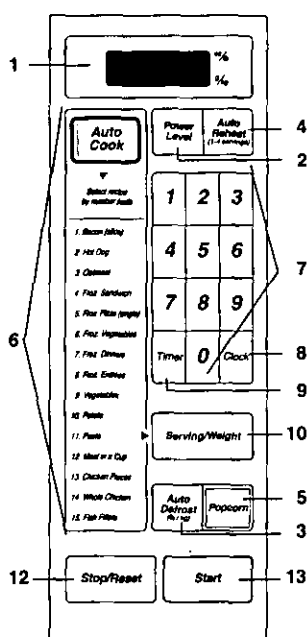 1
4
2
7
8
9
10
5
3
13
12
6
Auto
Cook
Select recipe
by number pads
1. Bacon (slices)
2. Hot Dog
3. Oatmeal
4. Froz. Sandwich
5. Froz. Pizza (single)
6. Froz. Vegetables
7. Froz. Dinners
8. Froz. Entrees
9. Vegetables
10. Potato
11. Pasta
12. Meal in a Cup
13. Chicken Pieces
14. Whole Chicken
15. Fish Fillets
Power
Level
Auto
Reheat
(1-4 servings)
1 2 3
4 5 6
7 8 9
Timer 0 Clock
Serving/Weight
Auto
Defrost
Popcorn
Stop/Reset
Start